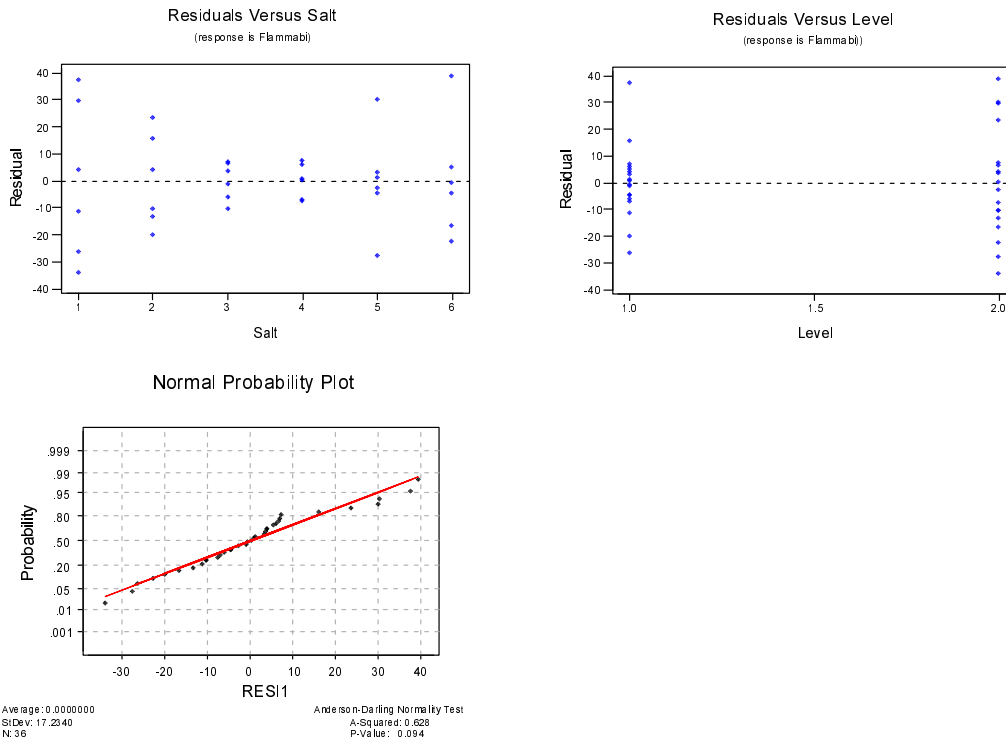 Residuals Versus Salt
(response is Flammabi)
40
30
20
10
0
-10
-20
-30
-40
Residual
1 2 3 4 5 6
Salt
Residuals Versus Level
(response is Flammabi))
40
30
20
10
0
-10
-20
-30
-40
Residual
1.0 1.5 2.0
Level
Normal Probability Plot
.999
.99
.95
.80
.50
.20
.05
.01
.001
Probability
-30 -20 -10 0 10 20 30 40
RESI1
Average: 0.0000000
StDev: 17.2340
N: 36
Anderson-Darling Normality Test
A-Squared: 0.628
P-Value: 0.094